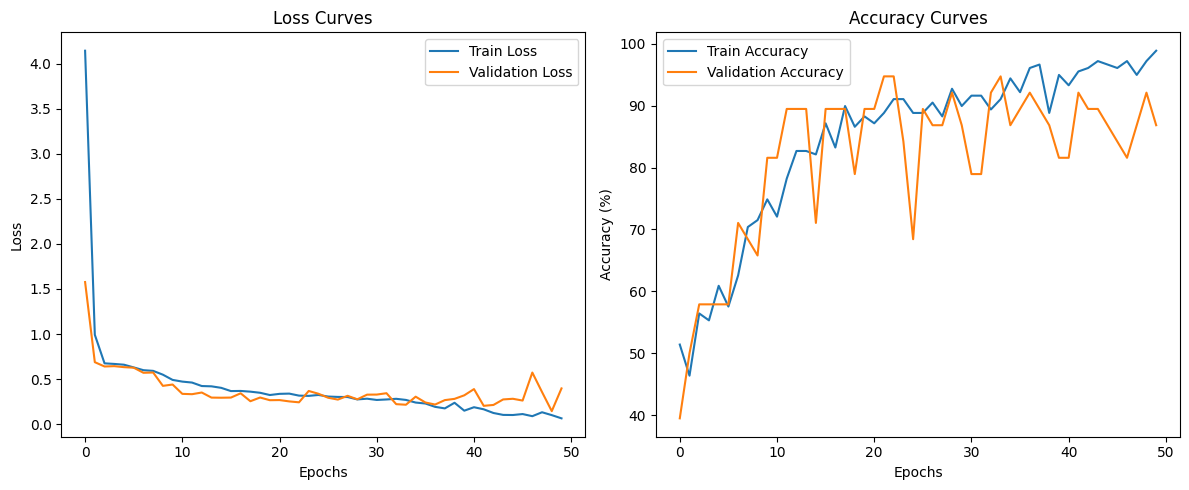 Loss Curves
Train Loss
Validation Loss
4.0
3.5
3.0
2.5
2.0
1.5
1.0
0.5
0.0
Loss
0 10 20 30 40 50
Epochs
Accuracy Curves
Train Accuracy
Validation Accuracy
100
90
80
70
60
50
40
Accuracy (%)
0 10 20 30 40 50
Epochs